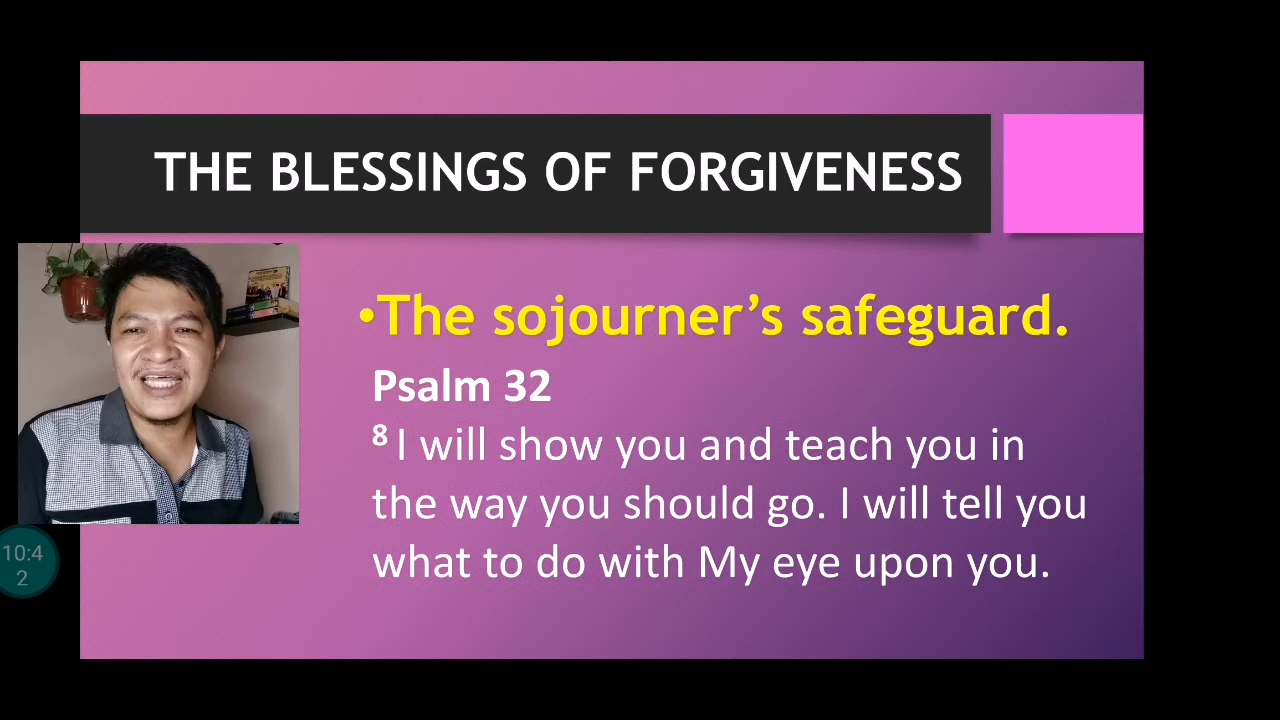 THE BLESSINGS OF FORGIVENESS
•The sojourner’s safeguard.
Psalm 32
8 I will show you and teach you in
the way you should go. I will tell you
what to do with My eye upon you.
10:4
2